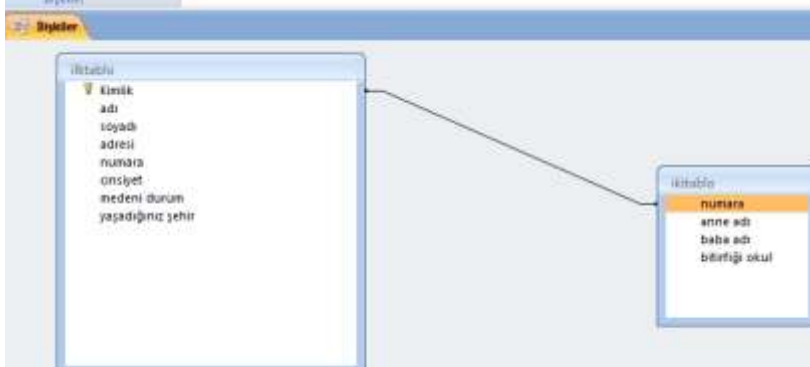 İlişkiler
ilktablo
Kimlik
adı
soyadı
adresi
numara
cinsiyet
medeni durum
yaşadığınız şehir
ikitablo
numara
anne adı
baba adı
bitirfiği okul